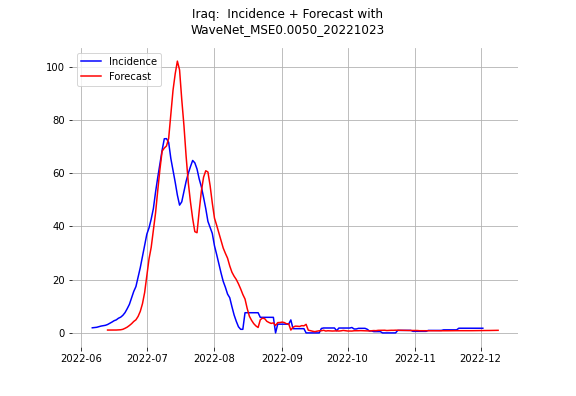 Iraq:  Incidence + Forecast with
WaveNet_MSE0.0050_20221023
Incidence
Forecast
100
80
60
40
20
0
2022-06 2022-07 2022-08 2022-09 2022-10 2022-11 2022-12